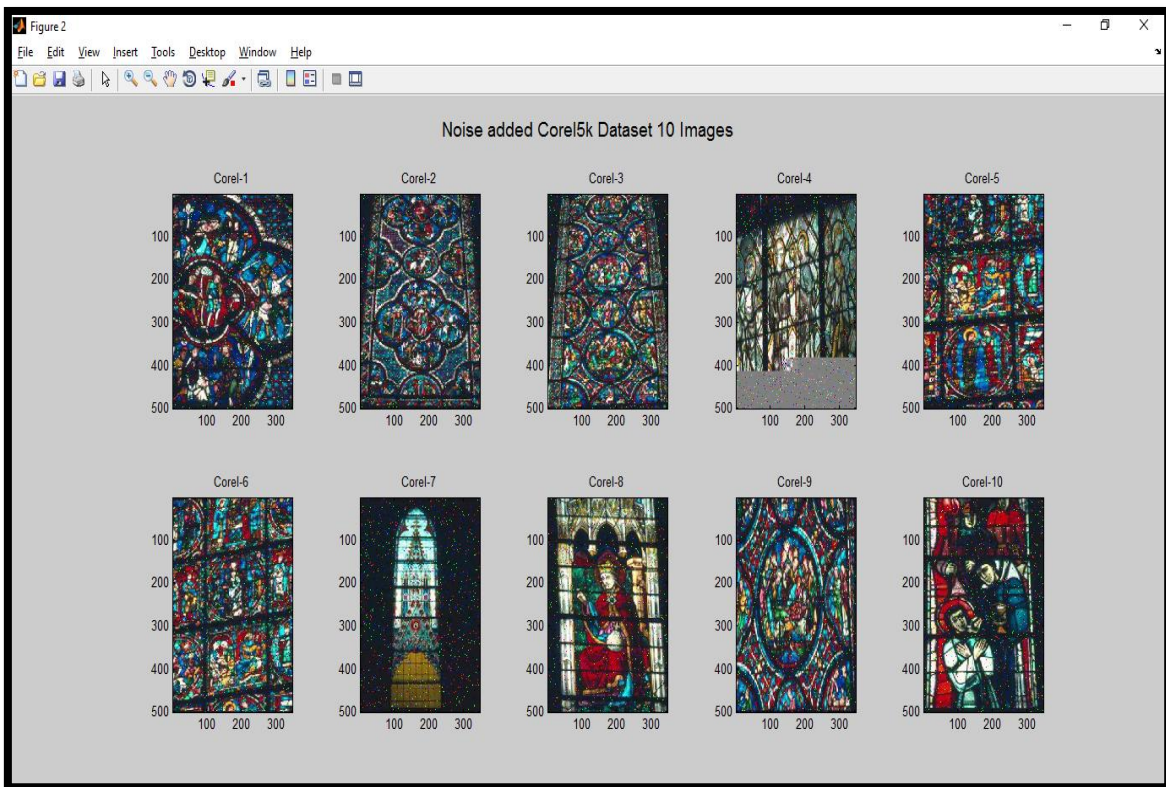 Figure 2
File Edit View Insert Tools Desktop Window Help
Noise added Corel5k Dataset 10 Images
Corel-1 Corel-2 Corel-3 Corel-4 Corel-5
100 100 100 100 100
200 200 200 200 200
300 300 300 300 300
400 400 400 400 400
500 500 500 500 500
100 200 300 100 200 300 100 200 300 100 200 300 100 200 300
Corel-6 Corel-7 Corel-8 Corel-9 Corel-10
100 100 100 100 100
200 200 200 200 200
300 300 300 300 300
400 400 400 400 400
500 500 500 500 500
100 200 300 100 200 300 100 200 300 100 200 300 100 200 300